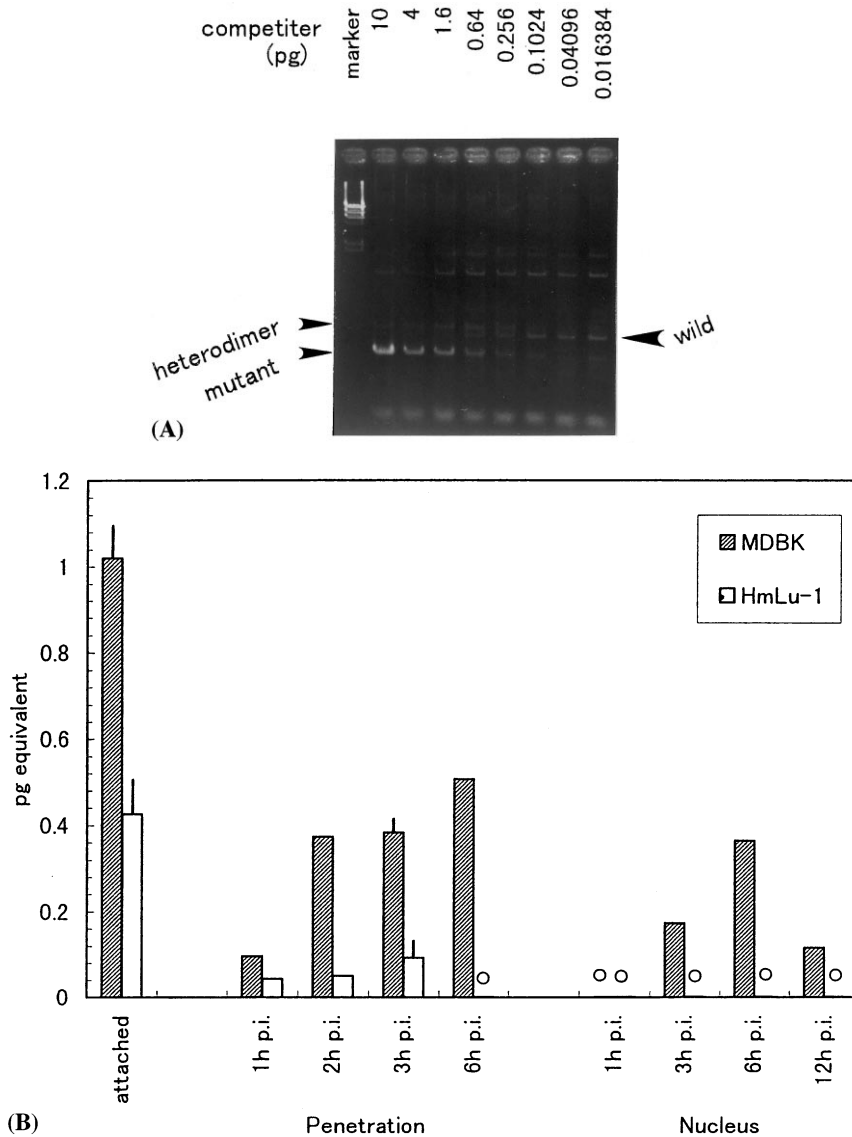 competiter
(pg)
marker
10
4
1.6
0.64
0.256
0.1024
0.04096
0.016384
heterodimer
mutant
wild
(A)
1.2
1
0.8
0.6
0.4
0.2
0
pg equivalent
MDBK
HmLu-1
attached
1h p.i.
2h p.i.
3h p.i.
6h p.i.
1h p.i.
3h p.i.
6h p.i.
12h p.i.
(B)
Penetration
Nucleus